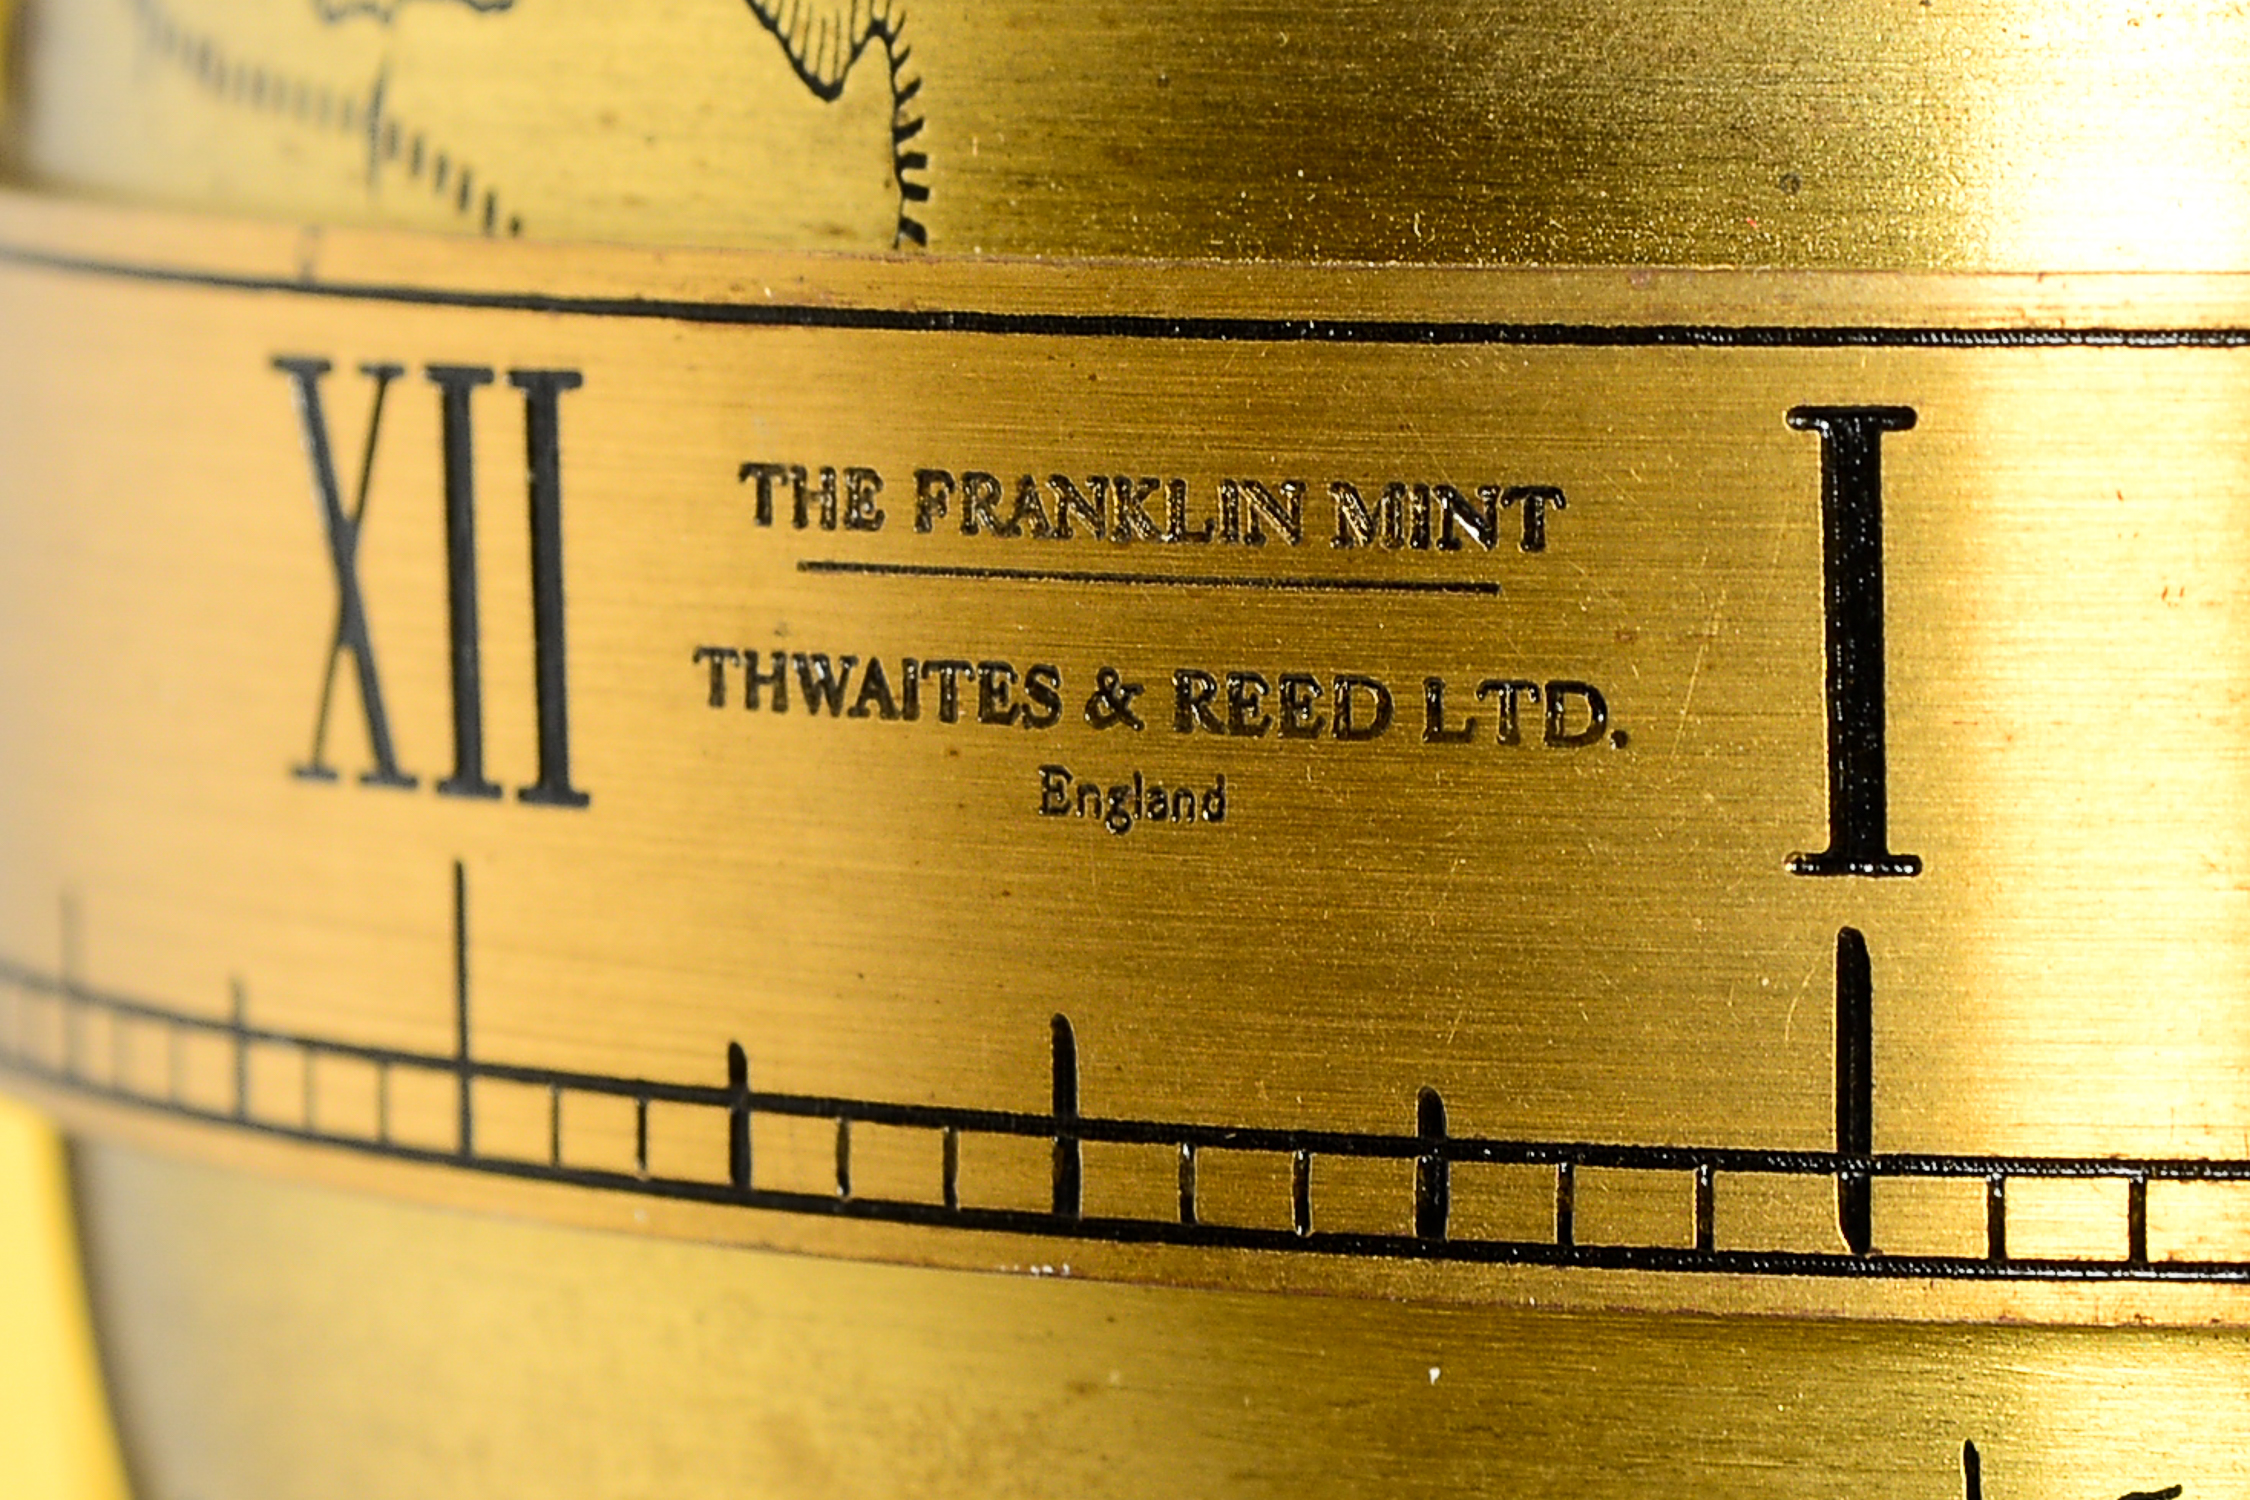 XII
THE FRANKLIN MINT
THWAITES & REED LTD.
England
I